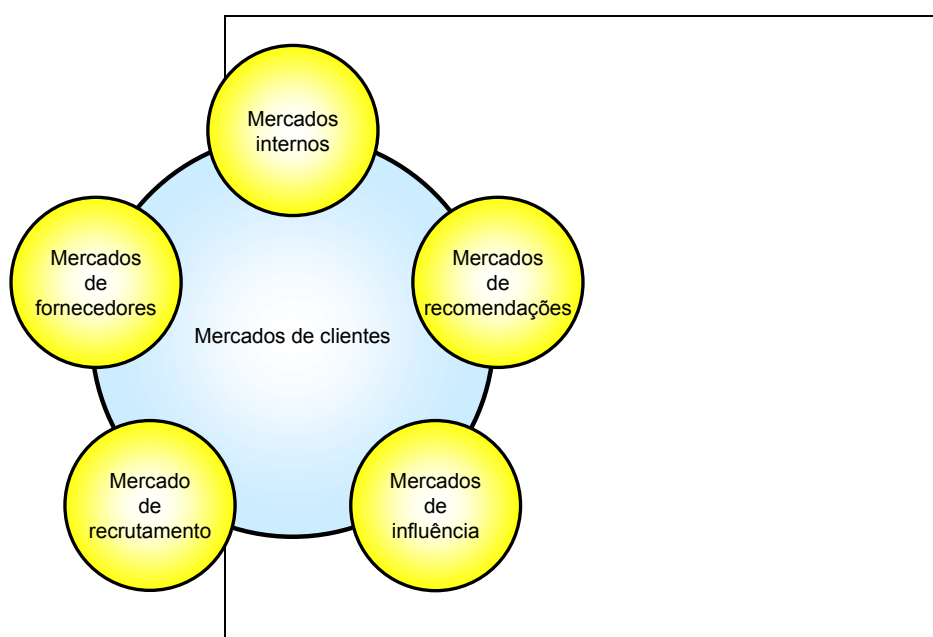 Mercados
internos
Mercados
de
fornecedores
Mercados
de
recomendações
Mercados de clientes
Mercado
de
recrutamento
Mercados
de
influência